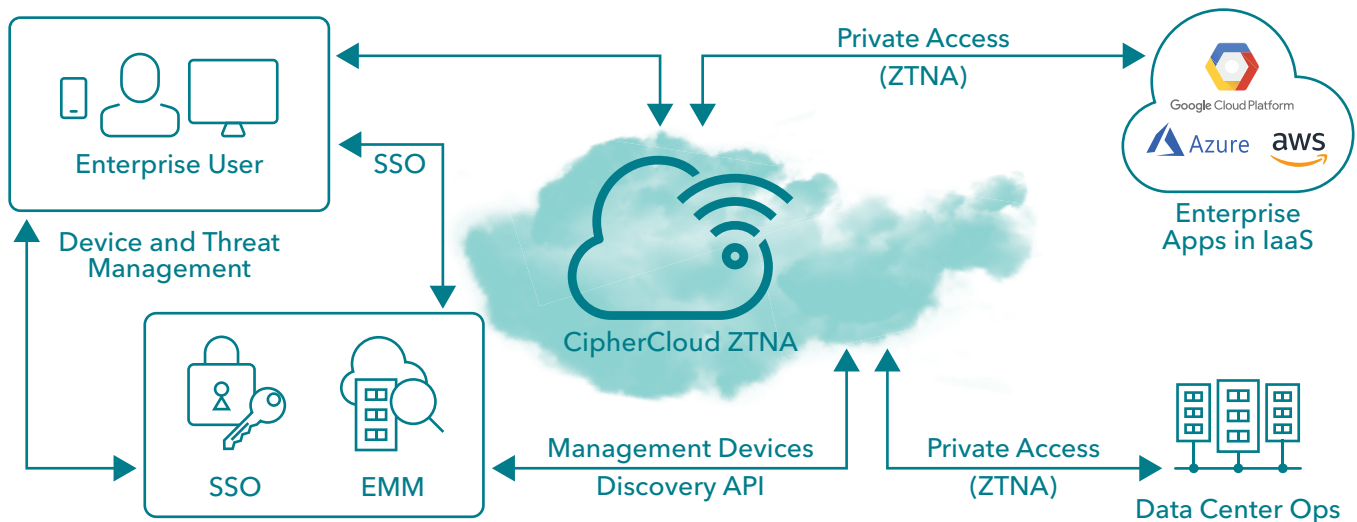 Private Access
(ZTNA)
Google Cloud Platform
Azure
aws
Enterprise User
SSO
Enterprise
Apps in IaaS
Device and Threat
Management
CipherCloud ZTNA
SSO
EMM
Management Devices
Discovery API
Private Access
(ZTNA)
Data Center Ops